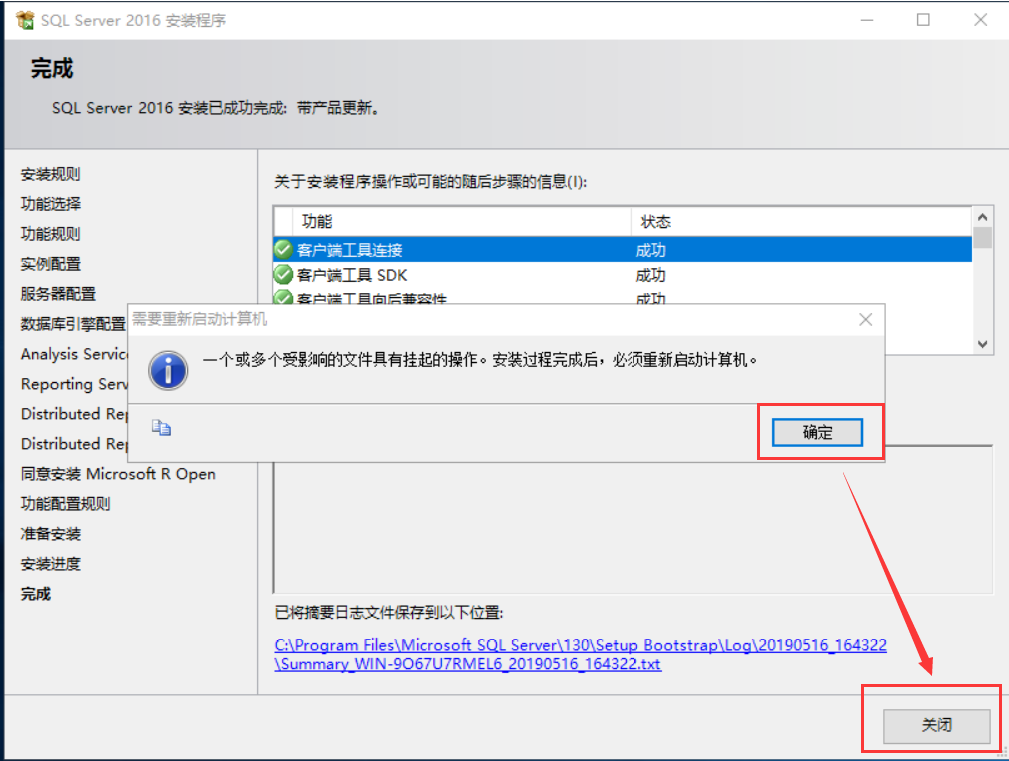 SQL Server 2016 安装程序
完成
SQL Server 2016 安装已成功完成: 带产品更新。
安装规则
功能选择
功能规则
实例配置
服务器配置
数据库引擎配置
Analysis Servic
Reporting Serv
Distributed Rep
Distributed Rep
同意安装 Microsoft R Open
功能配置规则
准备安装
安装进度
完成
关于安装程序操作或可能的随后步骤的信息(I):
功能 状态
客户端工具连接 成功
客户端工具 SDK 成功
客户端工具向后兼容性 成功
需要重新启动计算机
一个或多个受影响的文件具有挂起的操作。安装过程完成后，必须重新启动计算机。
确定
已将摘要日志文件保存到以下位置:
C:\Program Files\Microsoft SQL Server\130\Setup Bootstrap\Log\20190516_164322
\Summary_WIN-9O67U7RMEL6_20190516_164322.txt
关闭